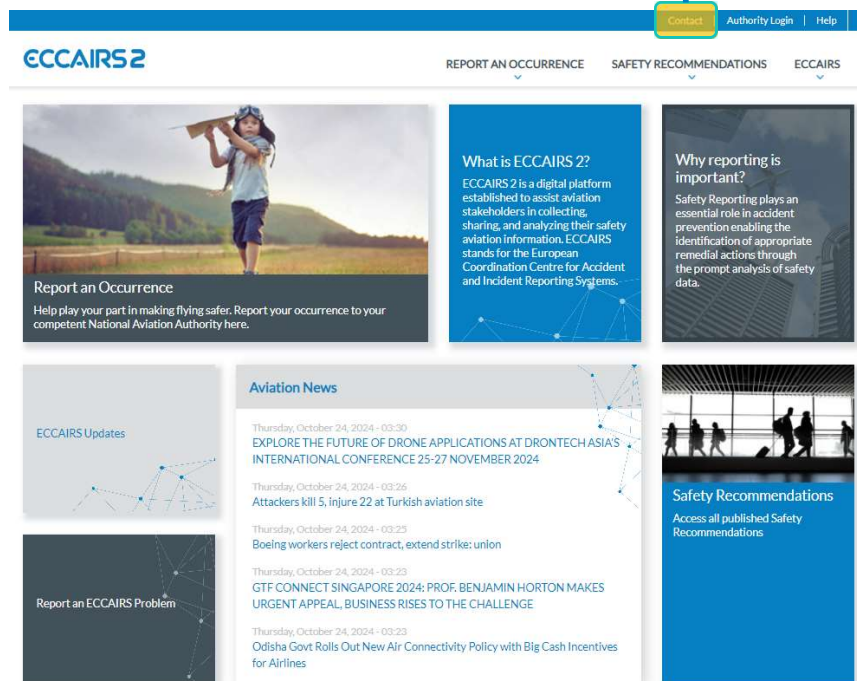 Contact | Authority Login | Help
ECCAIRS 2
REPORT AN OCCURRENCE SAFETY RECOMMENDATIONS ECCAIRS
Report an Occurrence
Help play your part in making flying safer. Report your occurrence to your
competent National Aviation Authority here.
What is ECCAIRS 2?
ECCAIRS 2 is a digital platform
established to assist aviation
stakeholders in collecting,
sharing, and analyzing their safety
aviation information. ECCAIRS
stands for the European
Coordination Centre for Accident
and Incident Reporting Systems.
Why reporting is
important?
Safety Reporting plays an
essential role in accident
prevention enabling the
identification of appropriate
remedial actions through
the prompt analysis of safety
data.
ECCAIRS Updates
Report an ECCAIRS Problem
Aviation News
Thursday, October 24, 2024 - 03:30
EXPLORE THE FUTURE OF DRONE APPLICATIONS AT DRONTECH ASIA'S
INTERNATIONAL CONFERENCE 25-27 NOVEMBER 2024
Thursday, October 24, 2024 - 03:26
Attackers kill 5, injure 22 at Turkish aviation site
Thursday, October 24, 2024 - 03:25
Boeing workers reject contract, extend strike: union
Thursday, October 24, 2024 - 03:23
GTF CONNECT SINGAPORE 2024: PROF. BENJAMIN HORTON MAKES
URGENT APPEAL, BUSINESS RISES TO THE CHALLENGE
Thursday, October 24, 2024 - 03:23
Odisha Govt Rolls Out New Air Connectivity Policy with Big Cash Incentives
for Airlines
Safety Recommendations
Access all published Safety
Recommendations